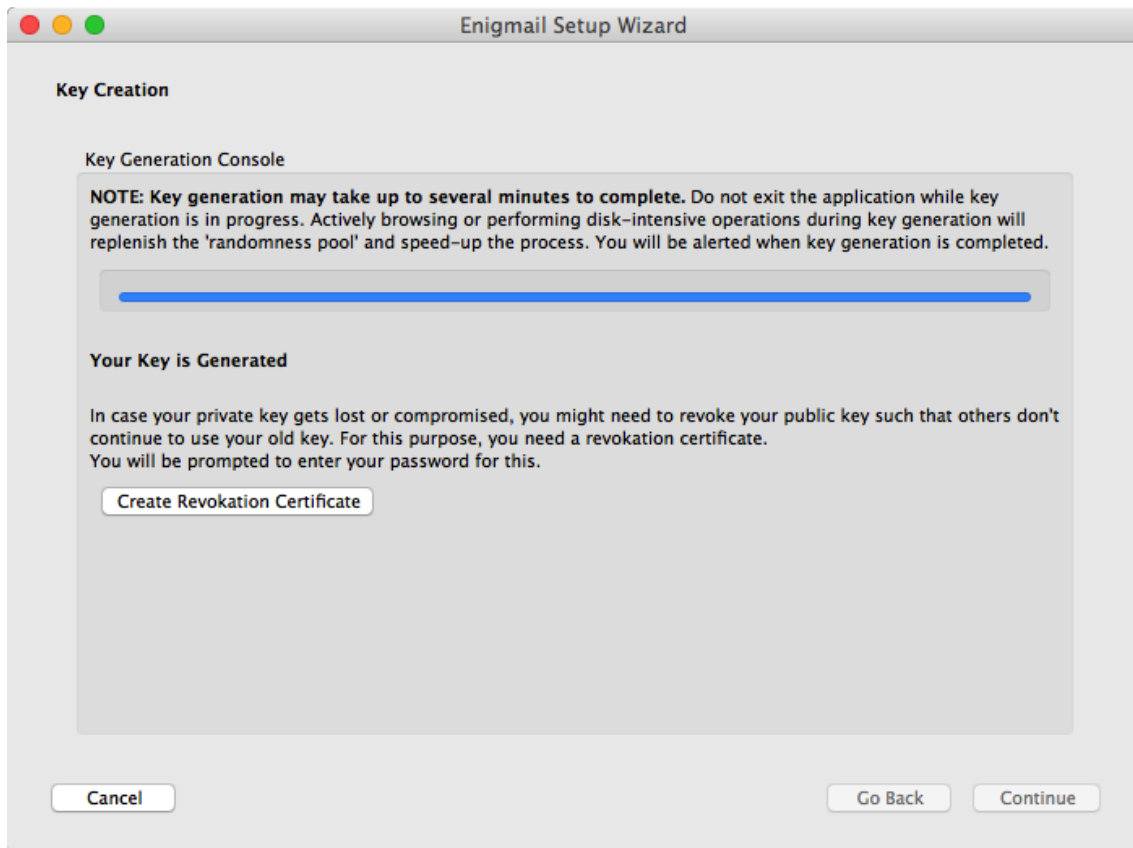 Enigmail Setup Wizard
Key Creation
Key Generation Console
NOTE: Key generation may take up to several minutes to complete. Do not exit the application while key
generation is in progress. Actively browsing or performing disk-intensive operations during key generation will
replenish the 'randomness pool' and speed-up the process. You will be alerted when key generation is completed.
Your Key is Generated
In case your private key gets lost or compromised, you might need to revoke your public key such that others don't
continue to use your old key. For this purpose, you need a revokation certificate.
You will be prompted to enter your password for this.
Create Revokation Certificate
Cancel
Go Back
Continue